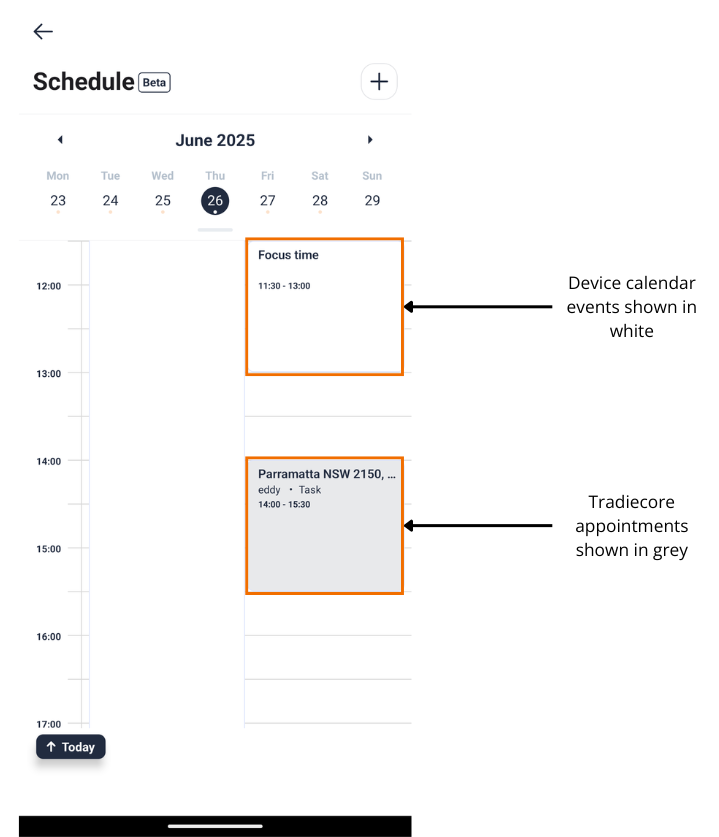 Schedule Beta
June 2025
Mon Tue Wed Thu Fri Sat Sun
23 24 25 26 27 28 29
Focus time
11:30 - 13:00
12:00
Device calendar
events shown in
white
13:00
14:00
Parramatta NSW 2150, ...
eddy • Task
14:00 - 15:30
Tradiecore
appointments
shown in grey
15:00
16:00
17:00
Today